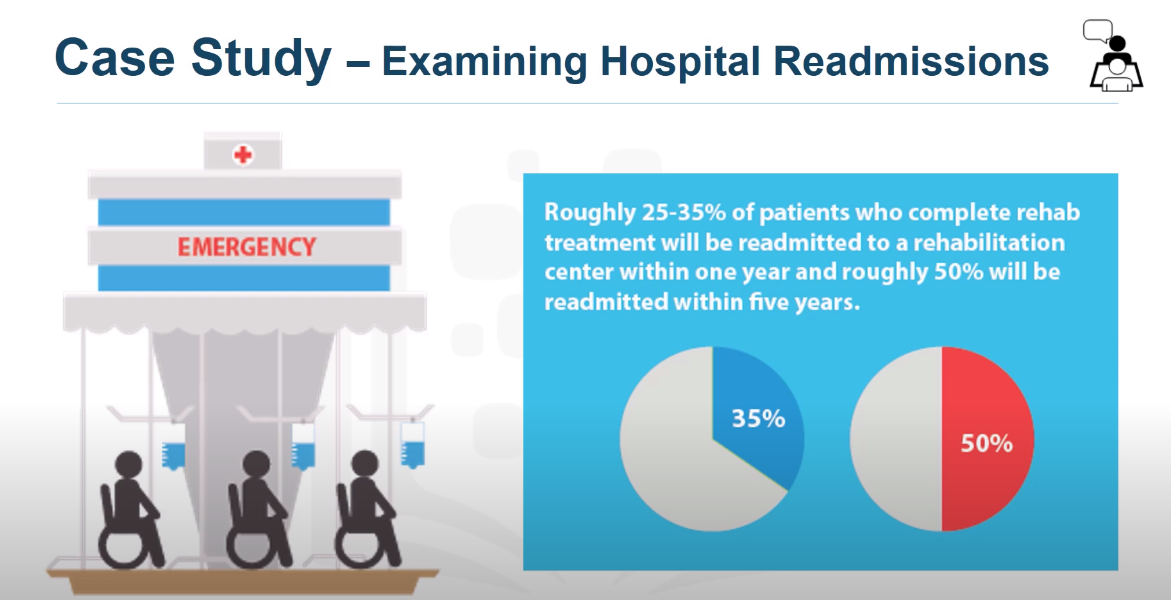 Case Study – Examining Hospital Readmissions
EMERGENCY
Roughly 25-35% of patients who complete rehab
treatment will be readmitted to a rehabilitation
center within one year and roughly 50% will be
readmitted within five years.
35%
50%